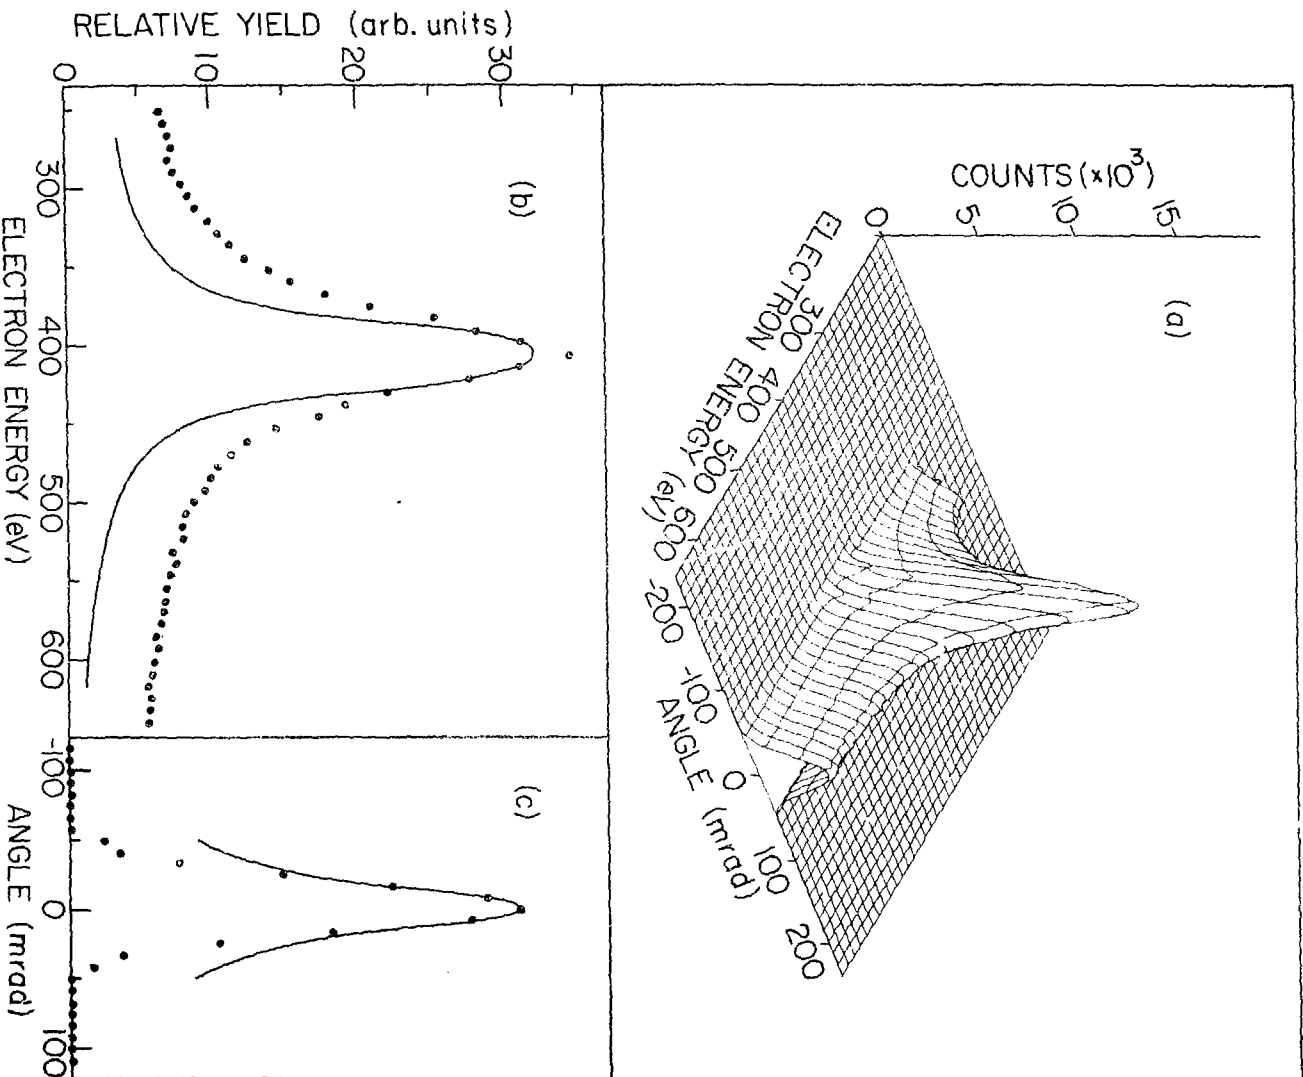 (a)
COUNTS (×10³)
0 5 10 15
ELECTRON ENERGY (eV)
300 400 500 600
ANGLE (mrad)
-200 -100 0 100 200
(b)
RELATIVE YIELD (arb. units)
0 10 20 30
300 400 500 600
ELECTRON ENERGY (eV)
(c)
-100 0 100
ANGLE (mrad)